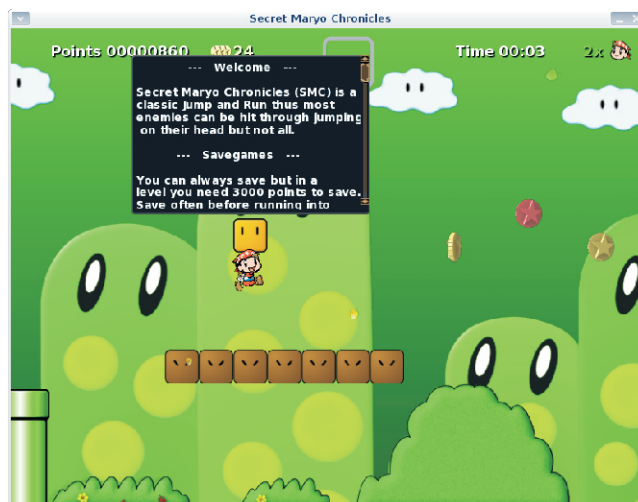 Secret Maryo Chronicles
Points 00000860 24 Time 00:03 2x
--- Welcome ---
Secret Maryo Chronicles (SMC) is a
classic Jump and Run thus most
enemies can be hit through jumping
on their head but not all.
--- Savegames ---
You can always save but in a
level you need 3000 points to save.
Save often before running into